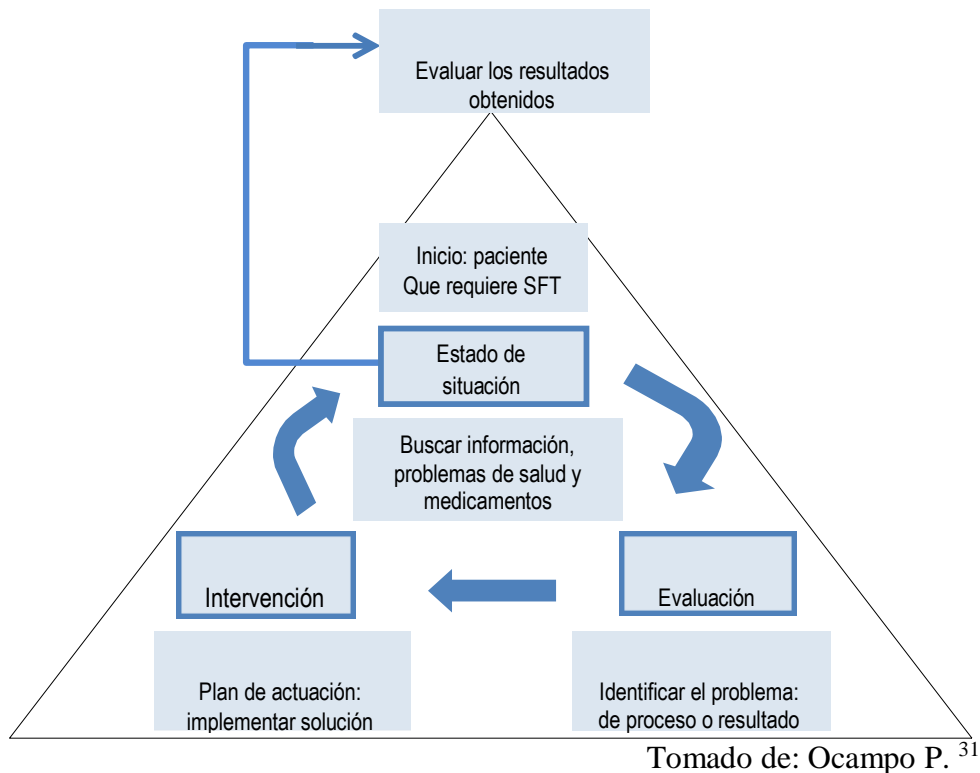 Evaluar los resultados
obtenidos
Inicio: paciente
Que requiere SFT
Estado de
situación
Buscar información,
problemas de salud y
medicamentos
Intervención
Evaluación
Plan de actuación:
implementar solución
Identificar el problema:
de proceso o resultado
Tomado de: Ocampo P. 31